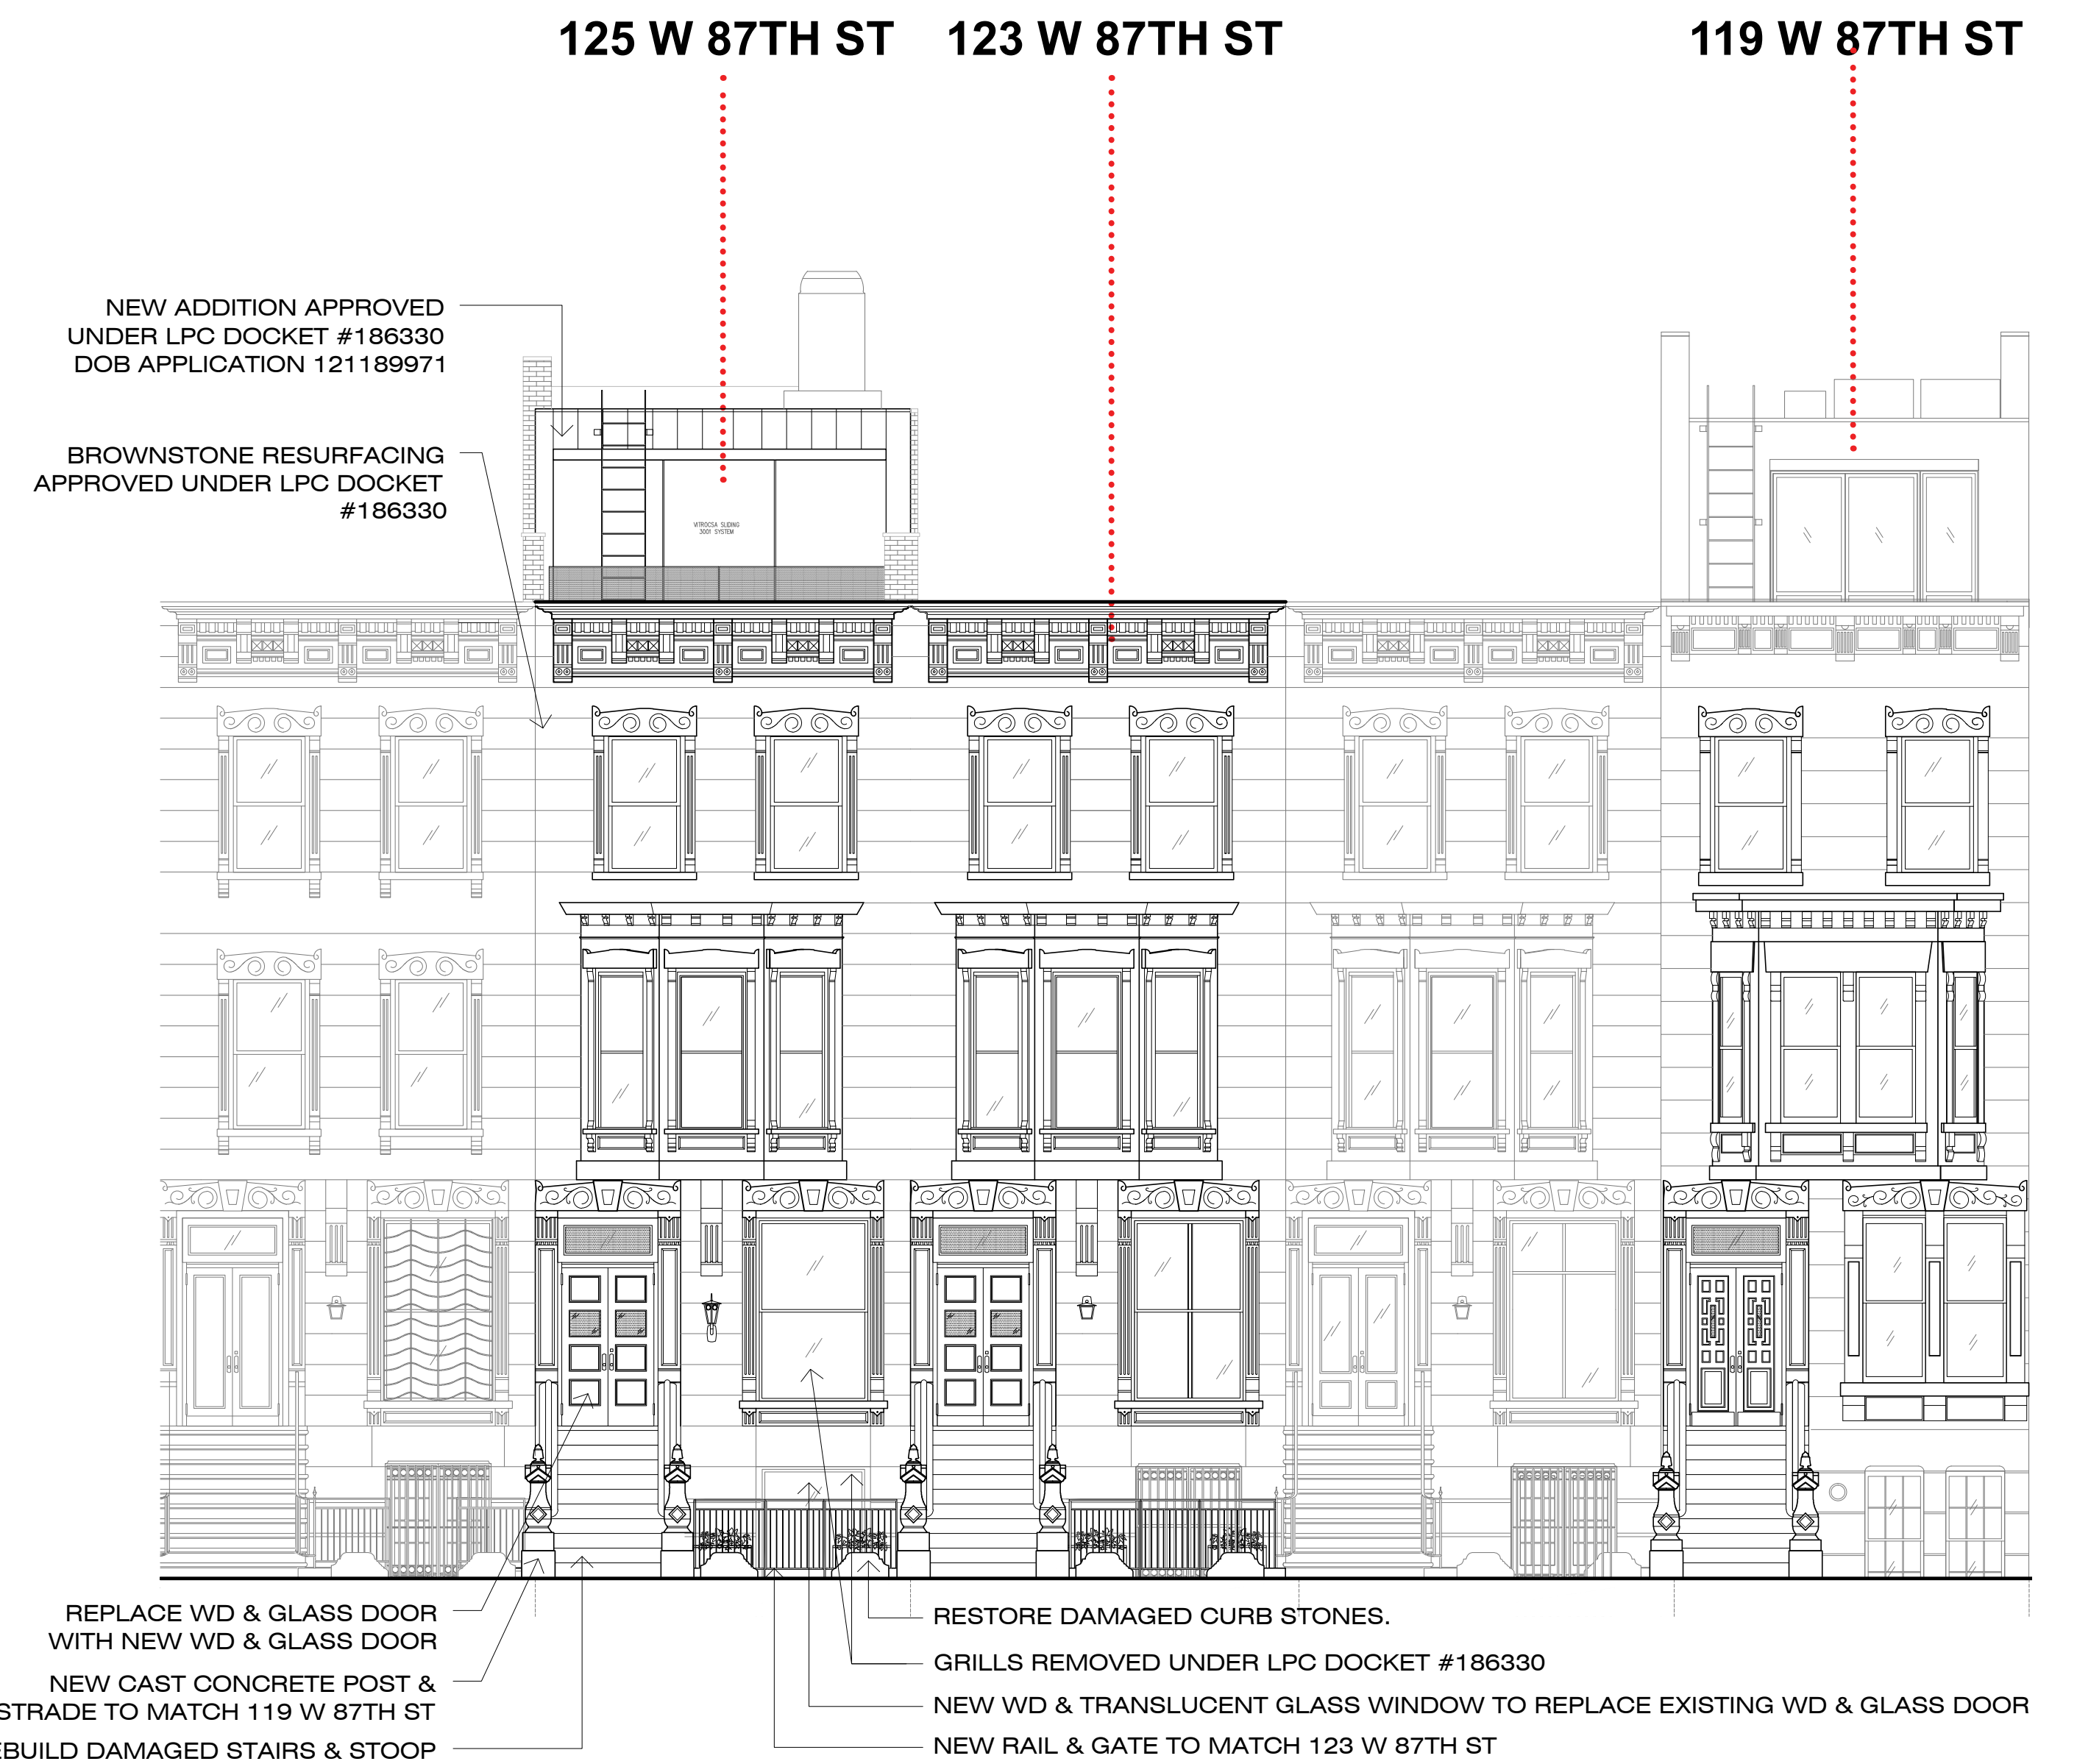 125 W 87TH ST
123 W 87TH ST
119 W 87TH ST
NEW ADDITION APPROVED
UNDER LPC DOCKET #186330
DOB APPLICATION 121189971
BROWNSTONE RESURFACING
APPROVED UNDER LPC DOCKET
#186330
VITROCSA SLIDING
3001 SYSTEM
REPLACE WD & GLASS DOOR
WITH NEW WD & GLASS DOOR
NEW CAST CONCRETE POST &
STRADE TO MATCH 119 W 87TH ST
EBUILD DAMAGED STAIRS & STOOP
RESTORE DAMAGED CURB STONES.
GRILLS REMOVED UNDER LPC DOCKET #186330
NEW WD & TRANSLUCENT GLASS WINDOW TO REPLACE EXISTING WD & GLASS DOOR
NEW RAIL & GATE TO MATCH 123 W 87TH ST